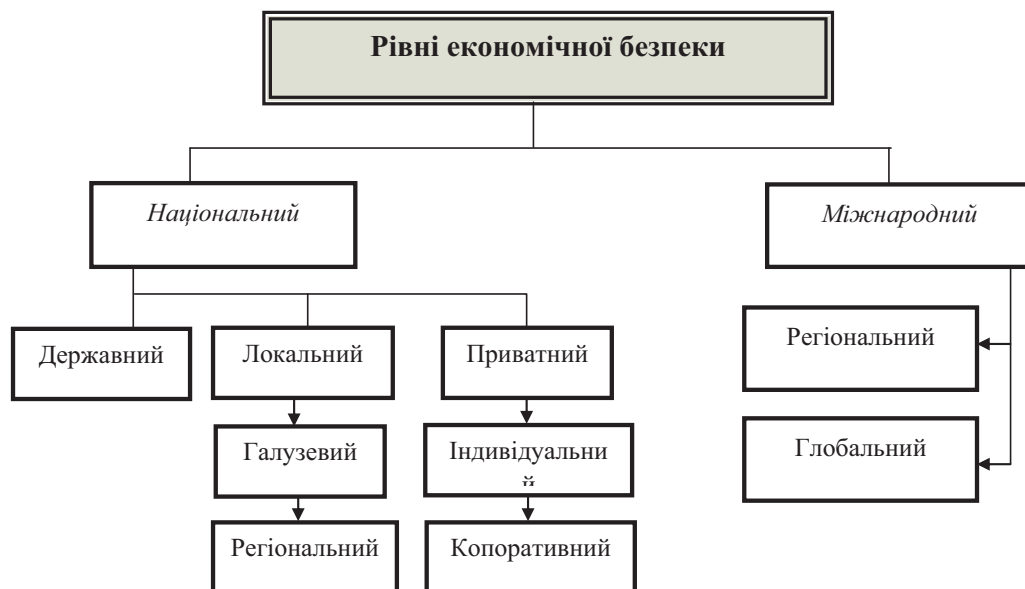 Рівні економічної безпеки
Національний
Міжнародний
Державний
Локальний
Приватний
Регіональний
Галузевий
Індивідуальни
й
Глобальний
Регіональний
Копоративний